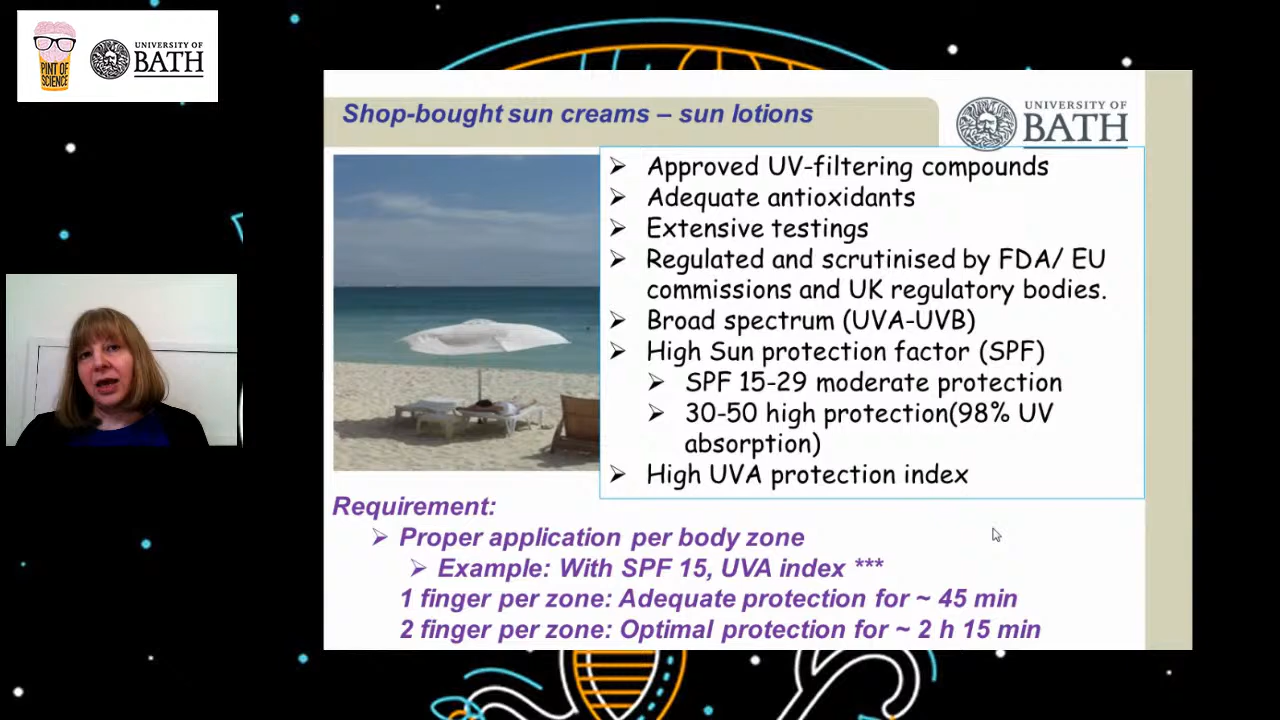 PINT OF
SCIENCE
UNIVERSITY OF
BATH
Shop-bought sun creams – sun lotions
UNIVERSITY OF
BATH
➢ Approved UV-filtering compounds
➢ Adequate antioxidants
➢ Extensive testings
➢ Regulated and scrutinised by FDA/ EU
commissions and UK regulatory bodies.
➢ Broad spectrum (UVA-UVB)
➢ High Sun protection factor (SPF)
➢ SPF 15-29 moderate protection
➢ 30-50 high protection(98% UV
absorption)
➢ High UVA protection index
Requirement:
➢ Proper application per body zone
➢ Example: With SPF 15, UVA index ***
1 finger per zone: Adequate protection for ~ 45 min
2 finger per zone: Optimal protection for ~ 2 h 15 min